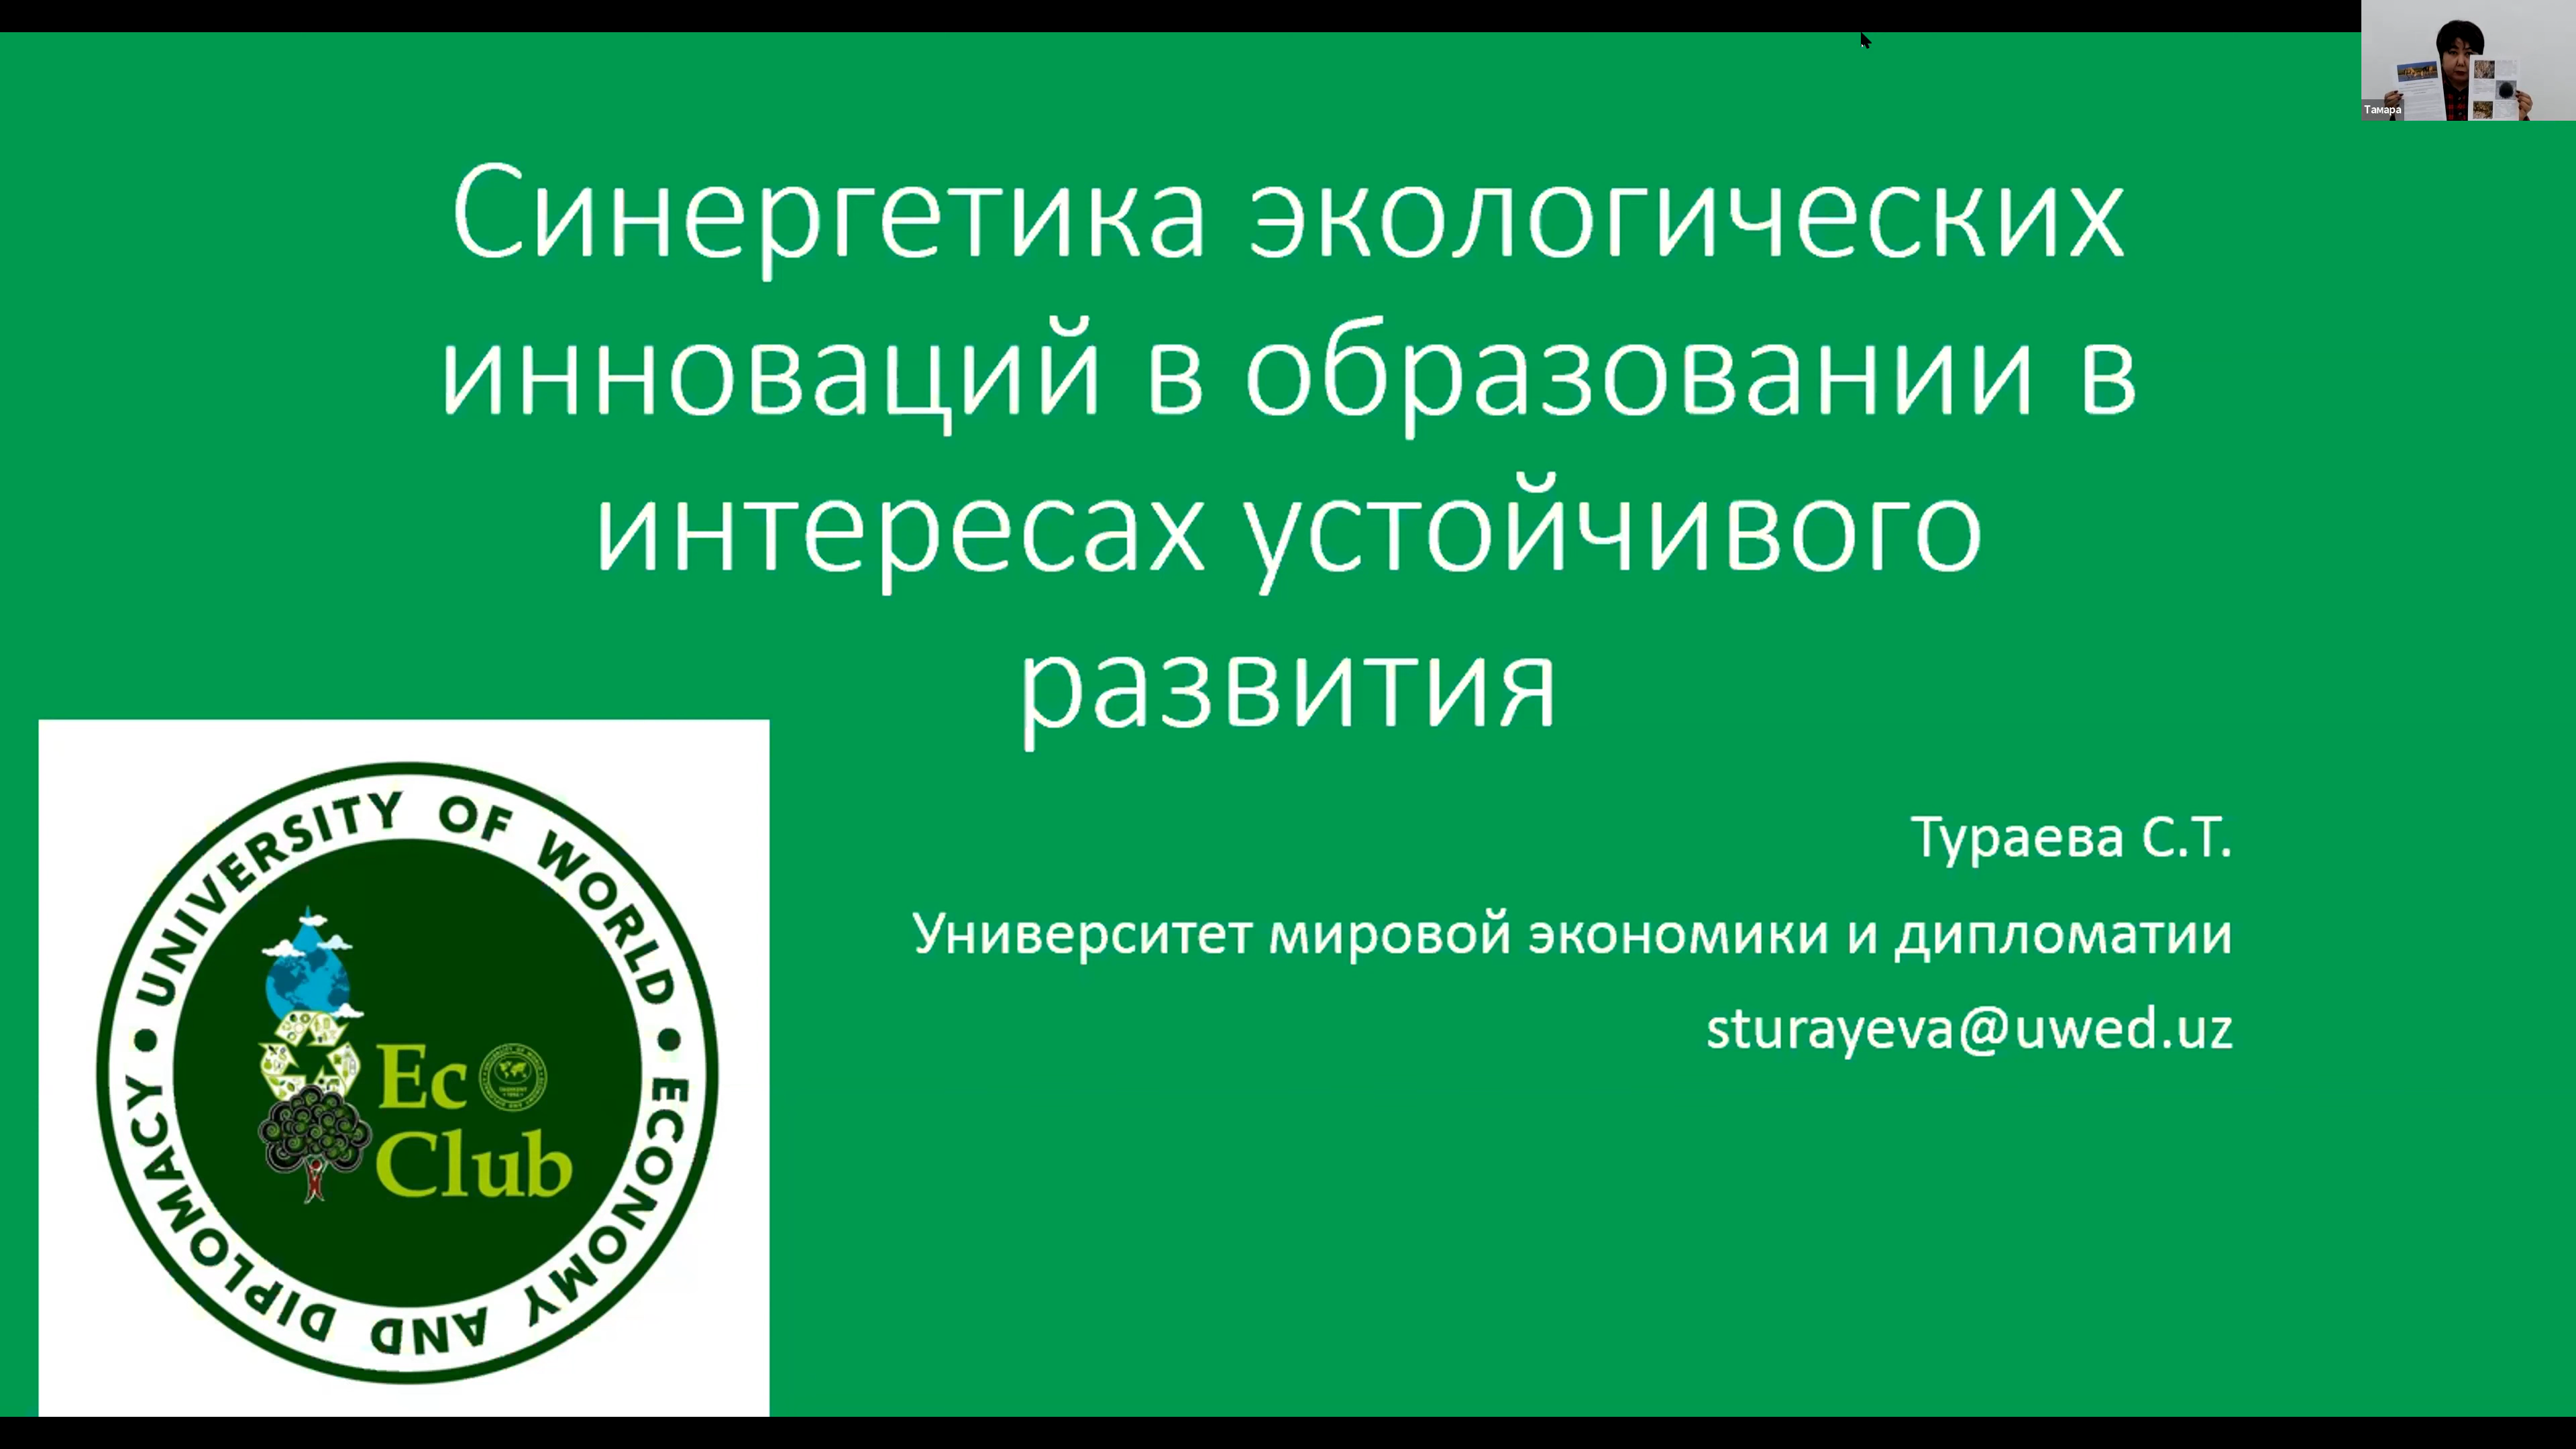 Тамара
Синергетика экологических
инноваций в образовании в
интересах устойчивого
развития
Тураева С.Т.
Университет мировой экономики и дипломатии
sturayeva@uwed.uz
UNIVERSITY OF WORLD • ECONOMY AND DIPLOMACY •
Ec
Club